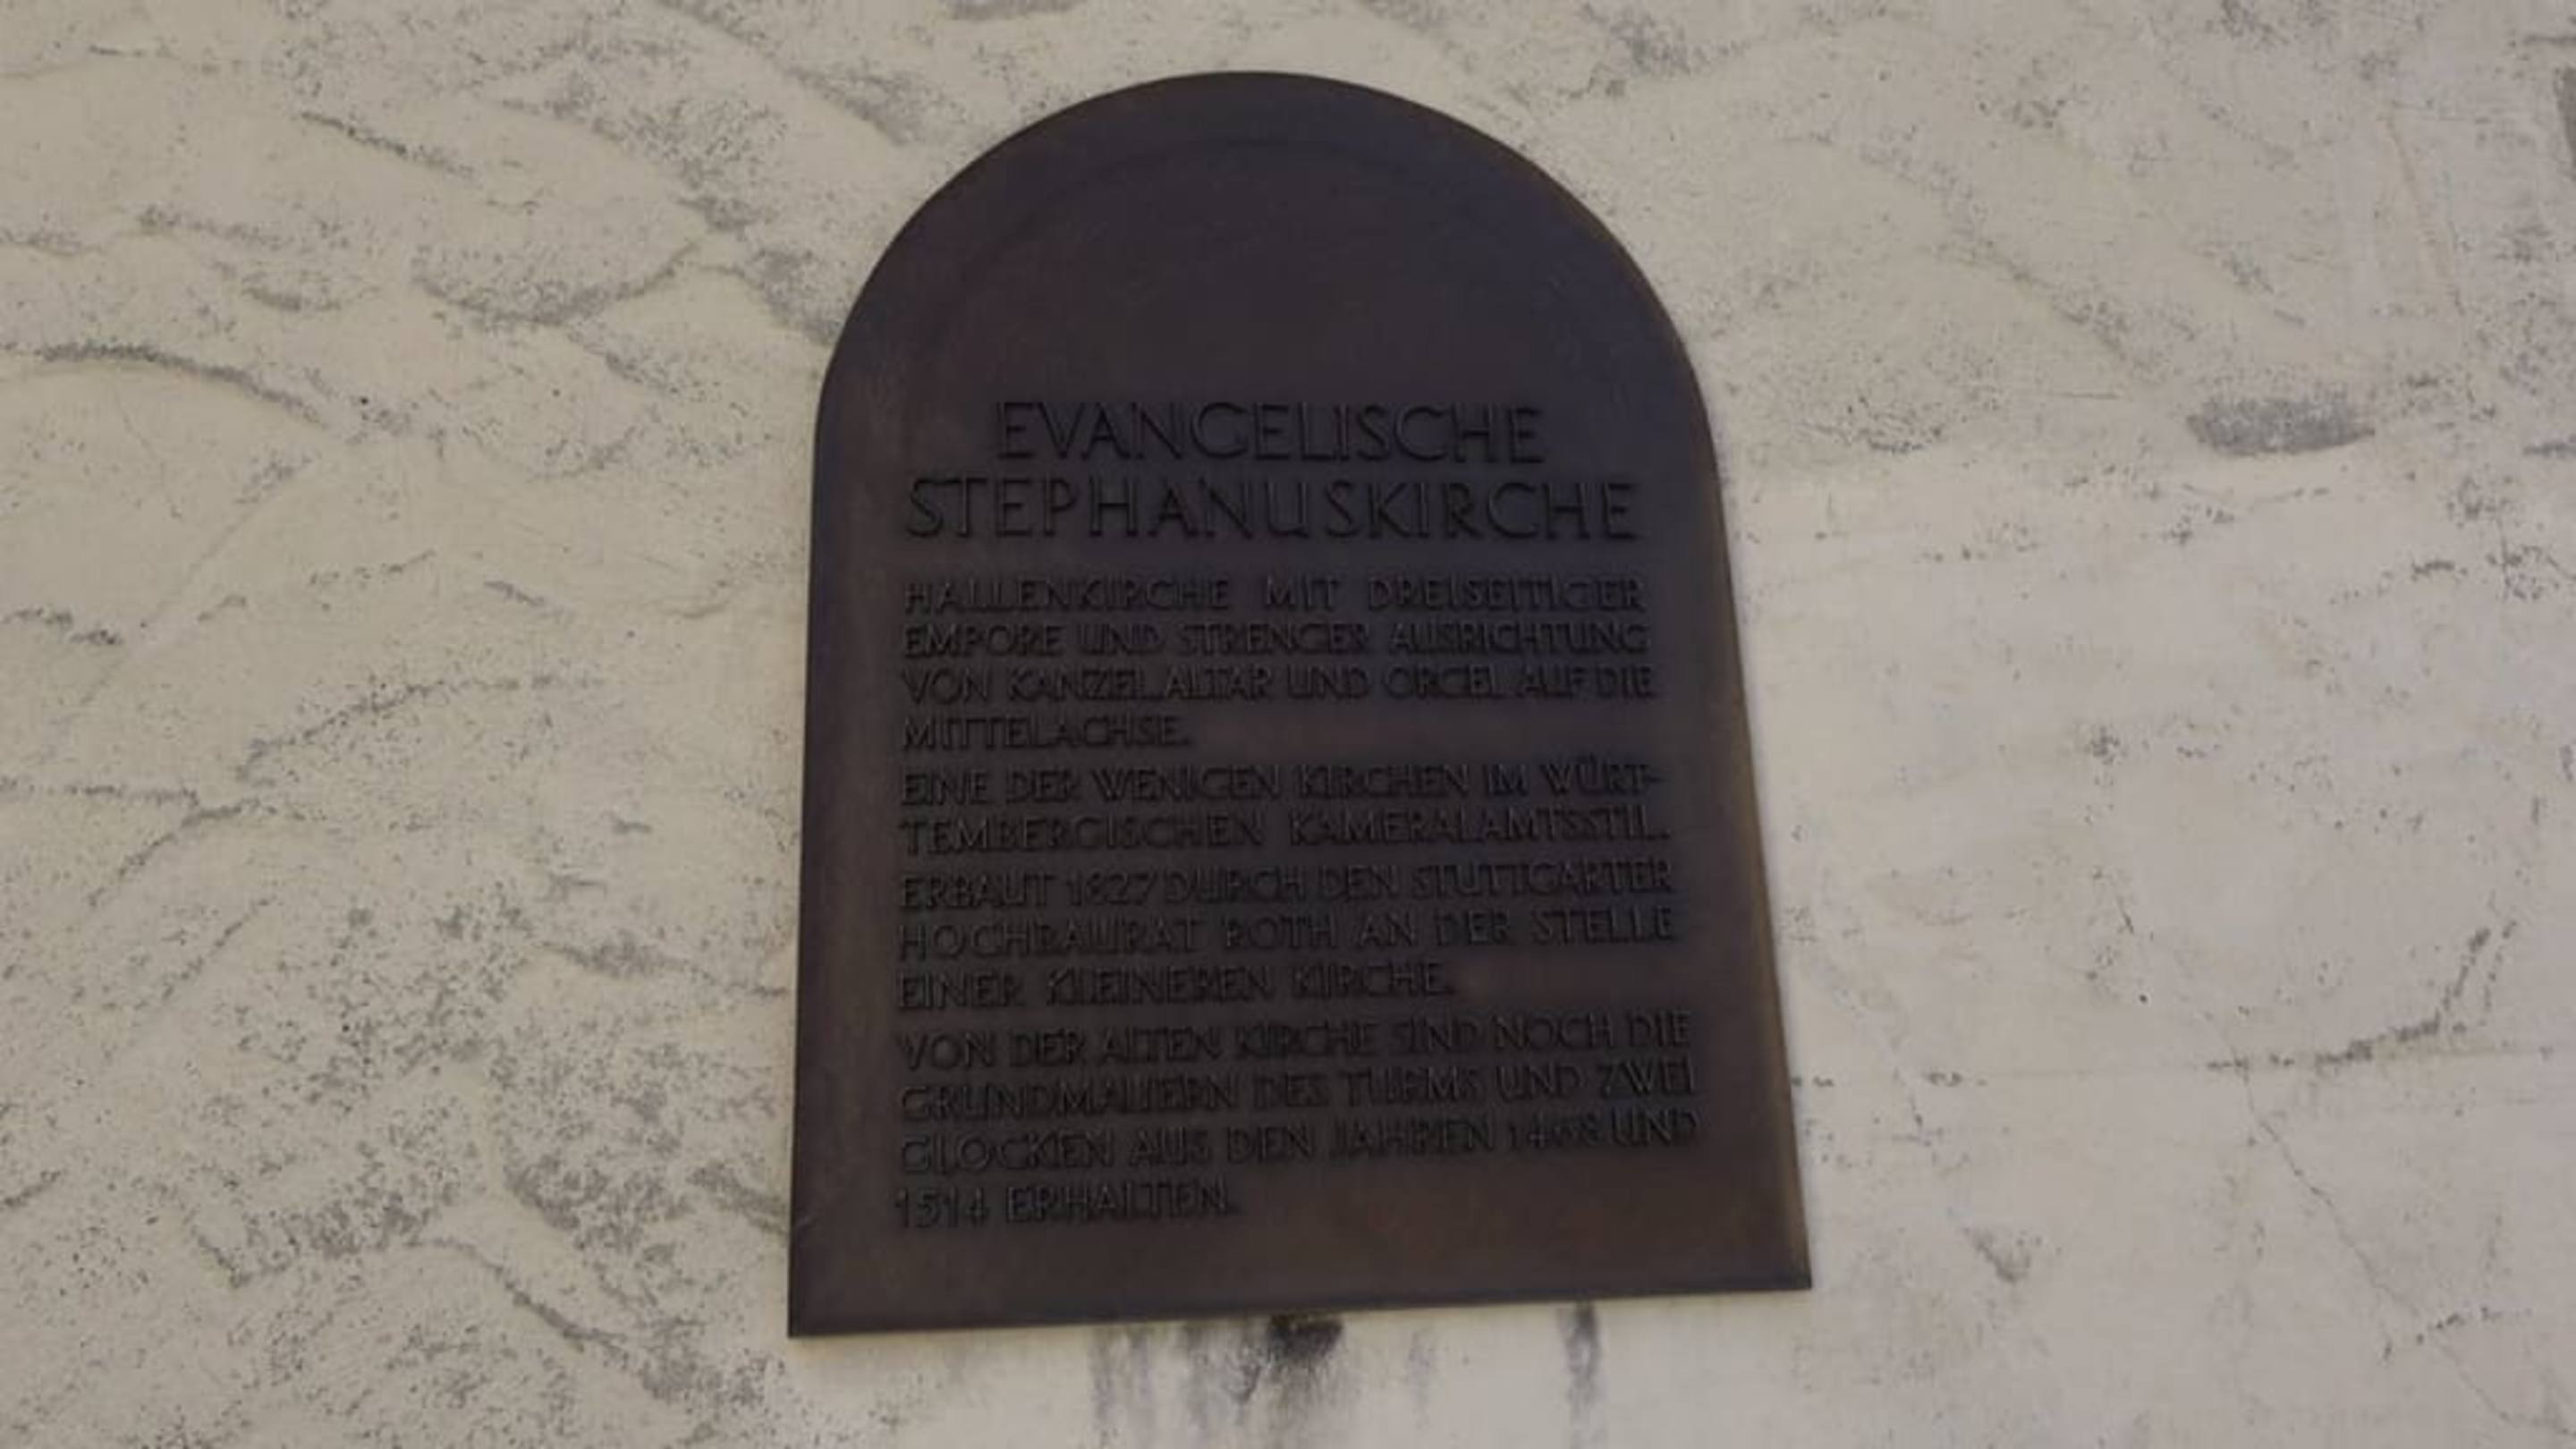 EVANGELISCHE
STEPHANUSKIRCHE
HALLENKIRCHE MIT DREISEITIGER
EMPORE UND STRENGER AUSRICHTUNG
VON KANZELALTAR UND ORGEL AUF DIE
MITTELACHSE.
EINE DER WENIGEN KIRCHEN IM WÜRT-
TEMBERGISCHEN KAMERALAMTSSTIL.
ERBAUT 1827 DURCH DEN STUTTGARTER
HOCHBAURAT ROTH AN DER STELLE
EINER KLEINEREN KIRCHE.
VON DER ALTEN KIRCHE SIND NOCH DIE
GRUNDMAUERN DES TURMS UND ZWEI
GLOCKEN AUS DEN JAHREN UND
1514 ERHALTEN.